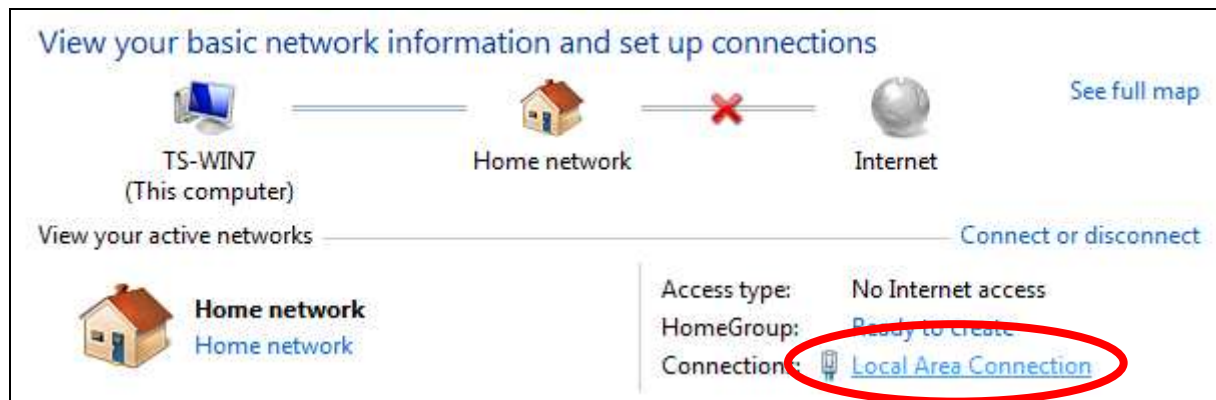 View your basic network information and set up connections
See full map
TS-WIN7
(This computer)
Home network
Internet
View your active networks
Connect or disconnect
Home network
Home network
Access type: No Internet access
HomeGroup: Ready to create
Connections: Local Area Connection